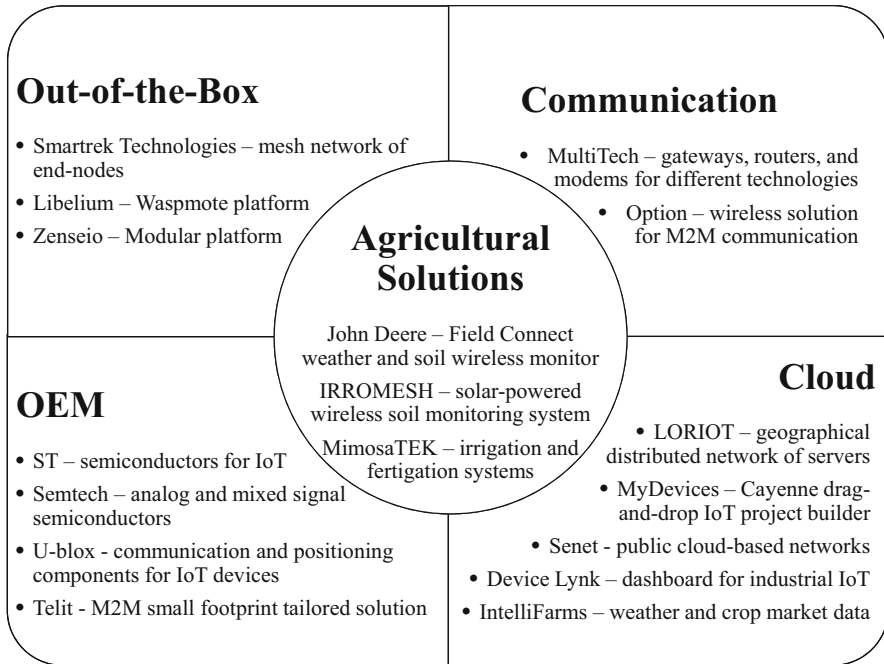 Out-of-the-Box
• Smartrek Technologies – mesh network of
end-nodes
• Libelium – Waspmote platform
• Zenseio – Modular platform
Communication
• MultiTech – gateways, routers, and
modems for different technologies
• Option – wireless solution
for M2M communication
Agricultural
Solutions
John Deere – Field Connect
weather and soil wireless monitor
IRROMESH – solar-powered
wireless soil monitoring system
MimosaTEK – irrigation and
fertigation systems
OEM
• ST – semiconductors for IoT
• Semtech – analog and mixed signal
semiconductors
• U-blox - communication and positioning
components for IoT devices
• Telit - M2M small footprint tailored solution
Cloud
• LORIOT – geographical
distributed network of servers
• MyDevices – Cayenne drag-
and-drop IoT project builder
• Senet - public cloud-based networks
• Device Lynk – dashboard for industrial IoT
• IntelliFarms – weather and crop market data